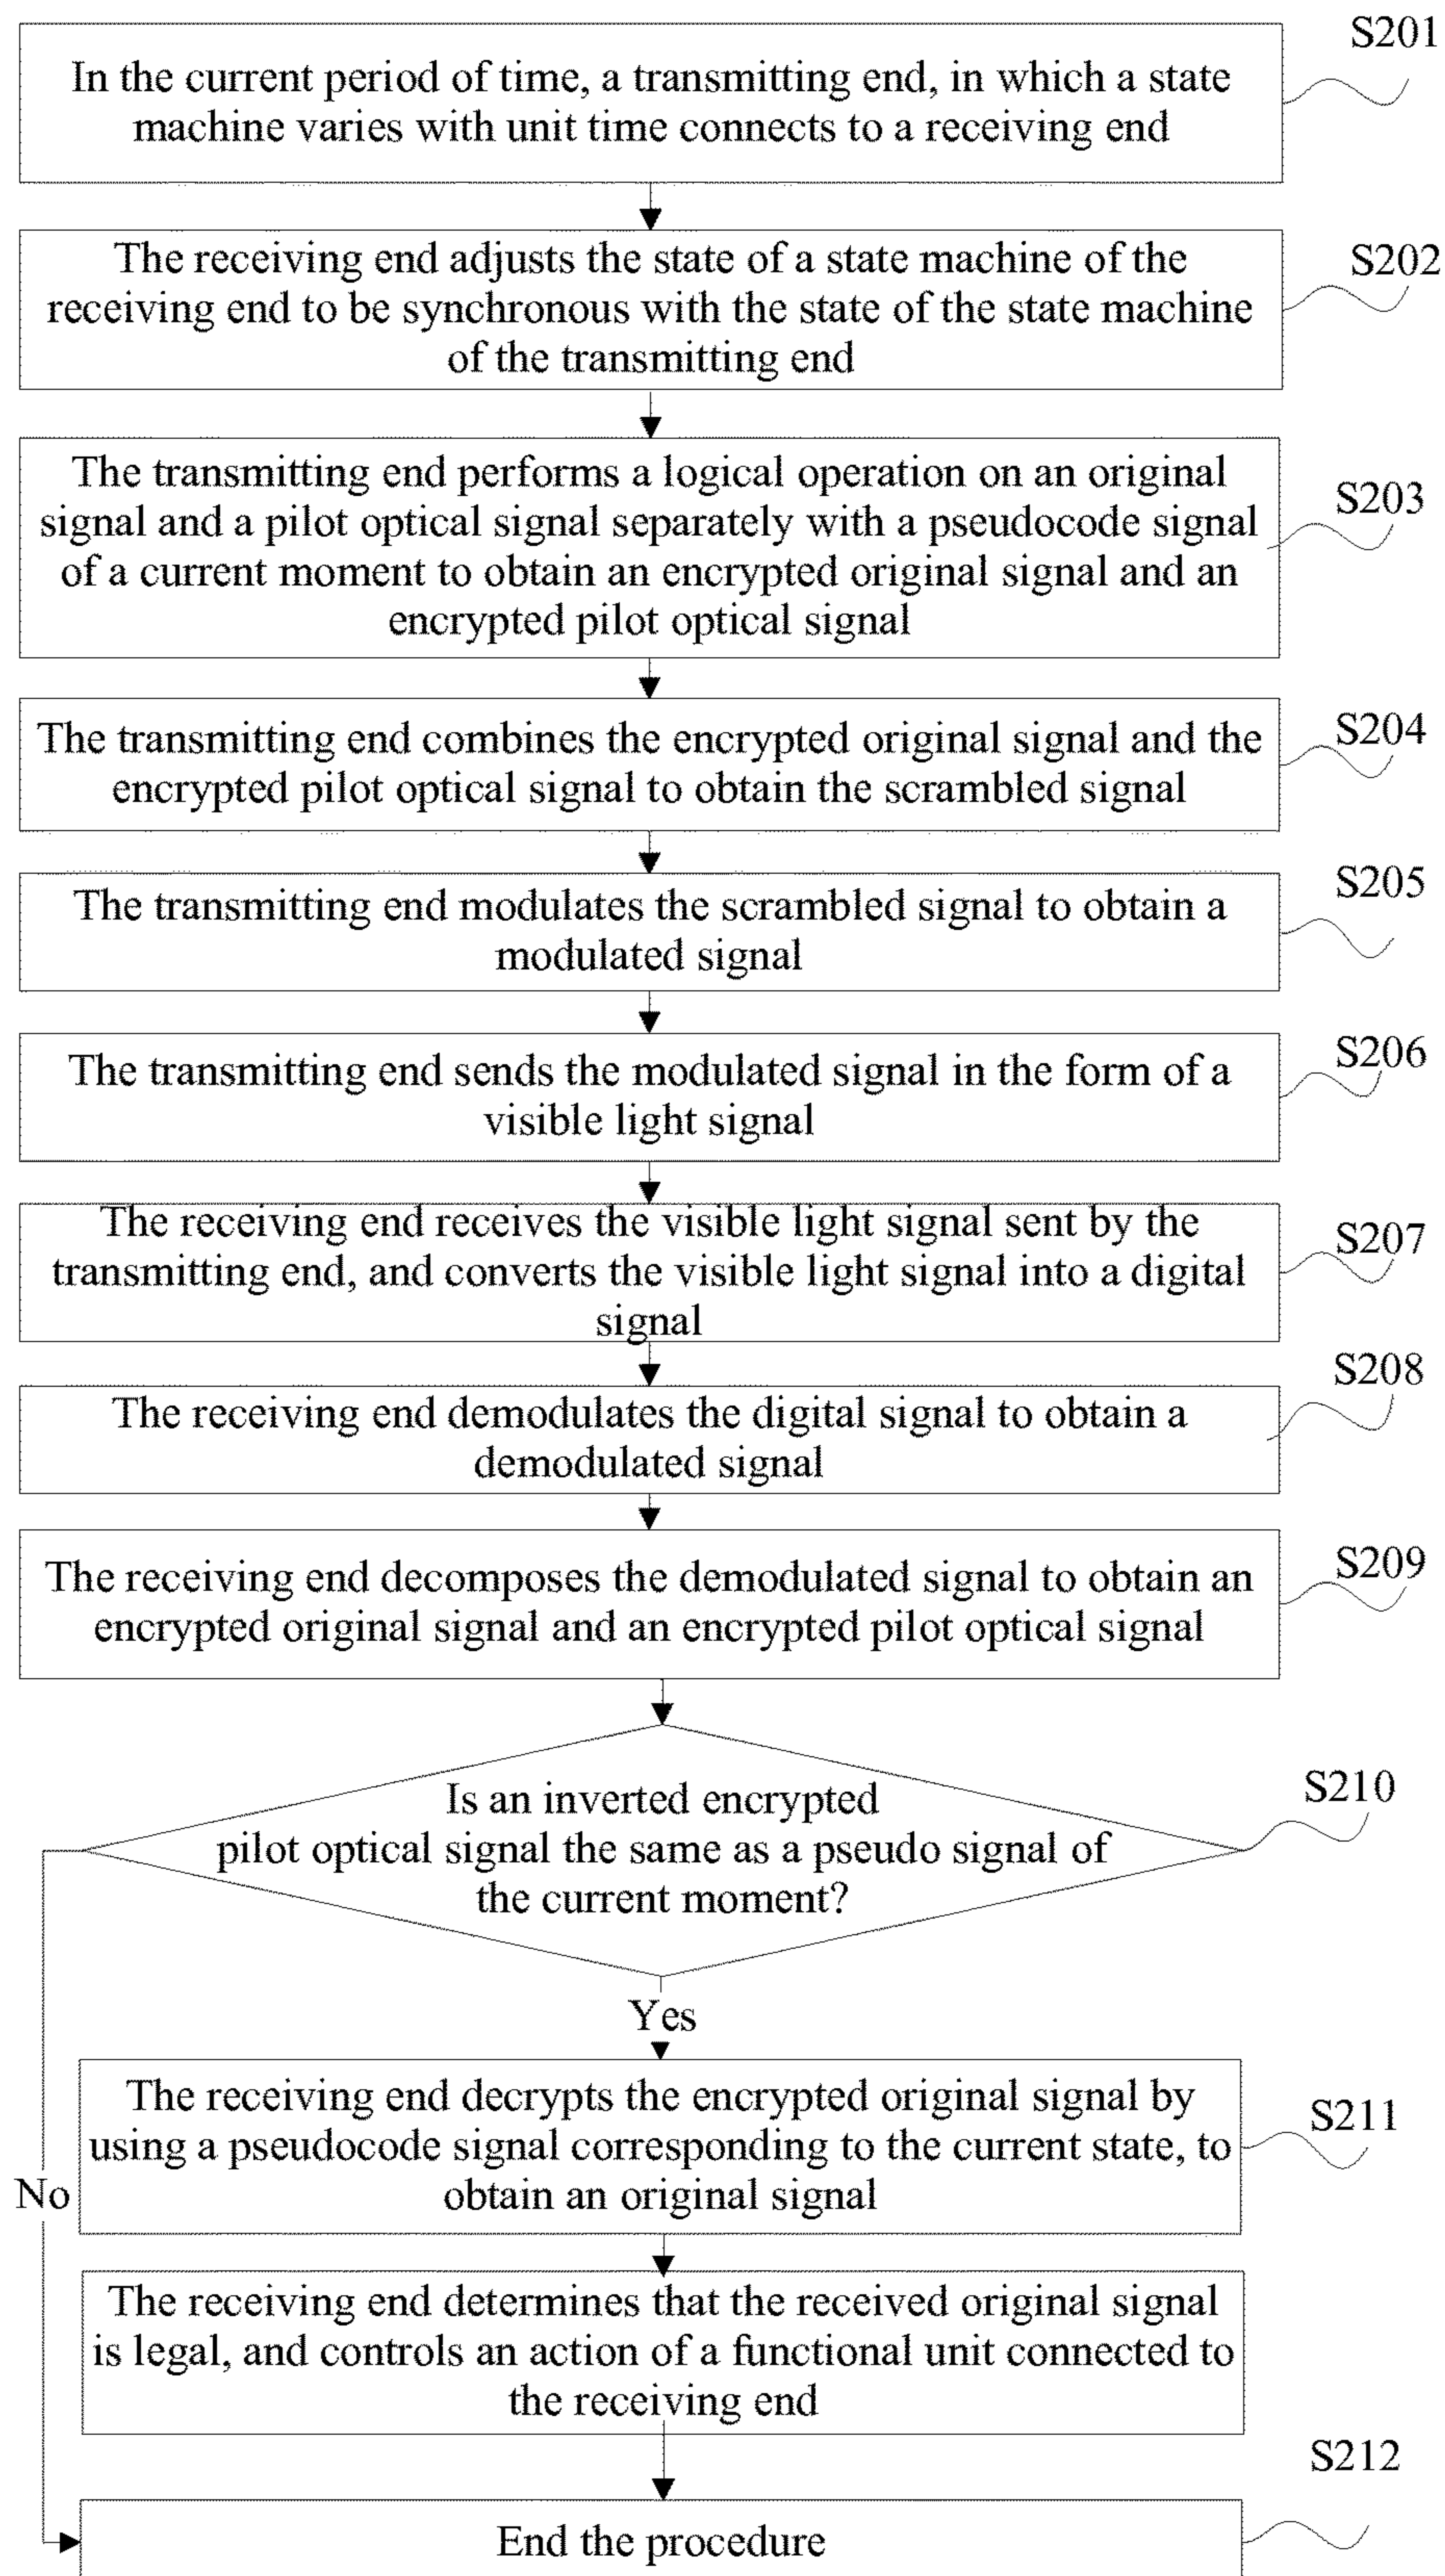 S201
In the current period of time, a transmitting end, in which a state
machine varies with unit time connects to a receiving end
S202
The receiving end adjusts the state of a state machine of the
receiving end to be synchronous with the state of the state machine
of the transmitting end
S203
The transmitting end performs a logical operation on an original
signal and a pilot optical signal separately with a pseudocode signal
of a current moment to obtain an encrypted original signal and an
encrypted pilot optical signal
S204
The transmitting end combines the encrypted original signal and the
encrypted pilot optical signal to obtain the scrambled signal
S205
The transmitting end modulates the scrambled signal to obtain a
modulated signal
S206
The transmitting end sends the modulated signal in the form of a
visible light signal
S207
The receiving end receives the visible light signal sent by the
transmitting end, and converts the visible light signal into a digital
signal
S208
The receiving end demodulates the digital signal to obtain a
demodulated signal
S209
The receiving end decomposes the demodulated signal to obtain an
encrypted original signal and an encrypted pilot optical signal
S210
Is an inverted encrypted
pilot optical signal the same as a pseudo signal of
the current moment?
Yes
S211
The receiving end decrypts the encrypted original signal by
using a pseudocode signal corresponding to the current state, to
obtain an original signal
No
The receiving end determines that the received original signal
is legal, and controls an action of a functional unit connected to
the receiving end
S212
End the procedure